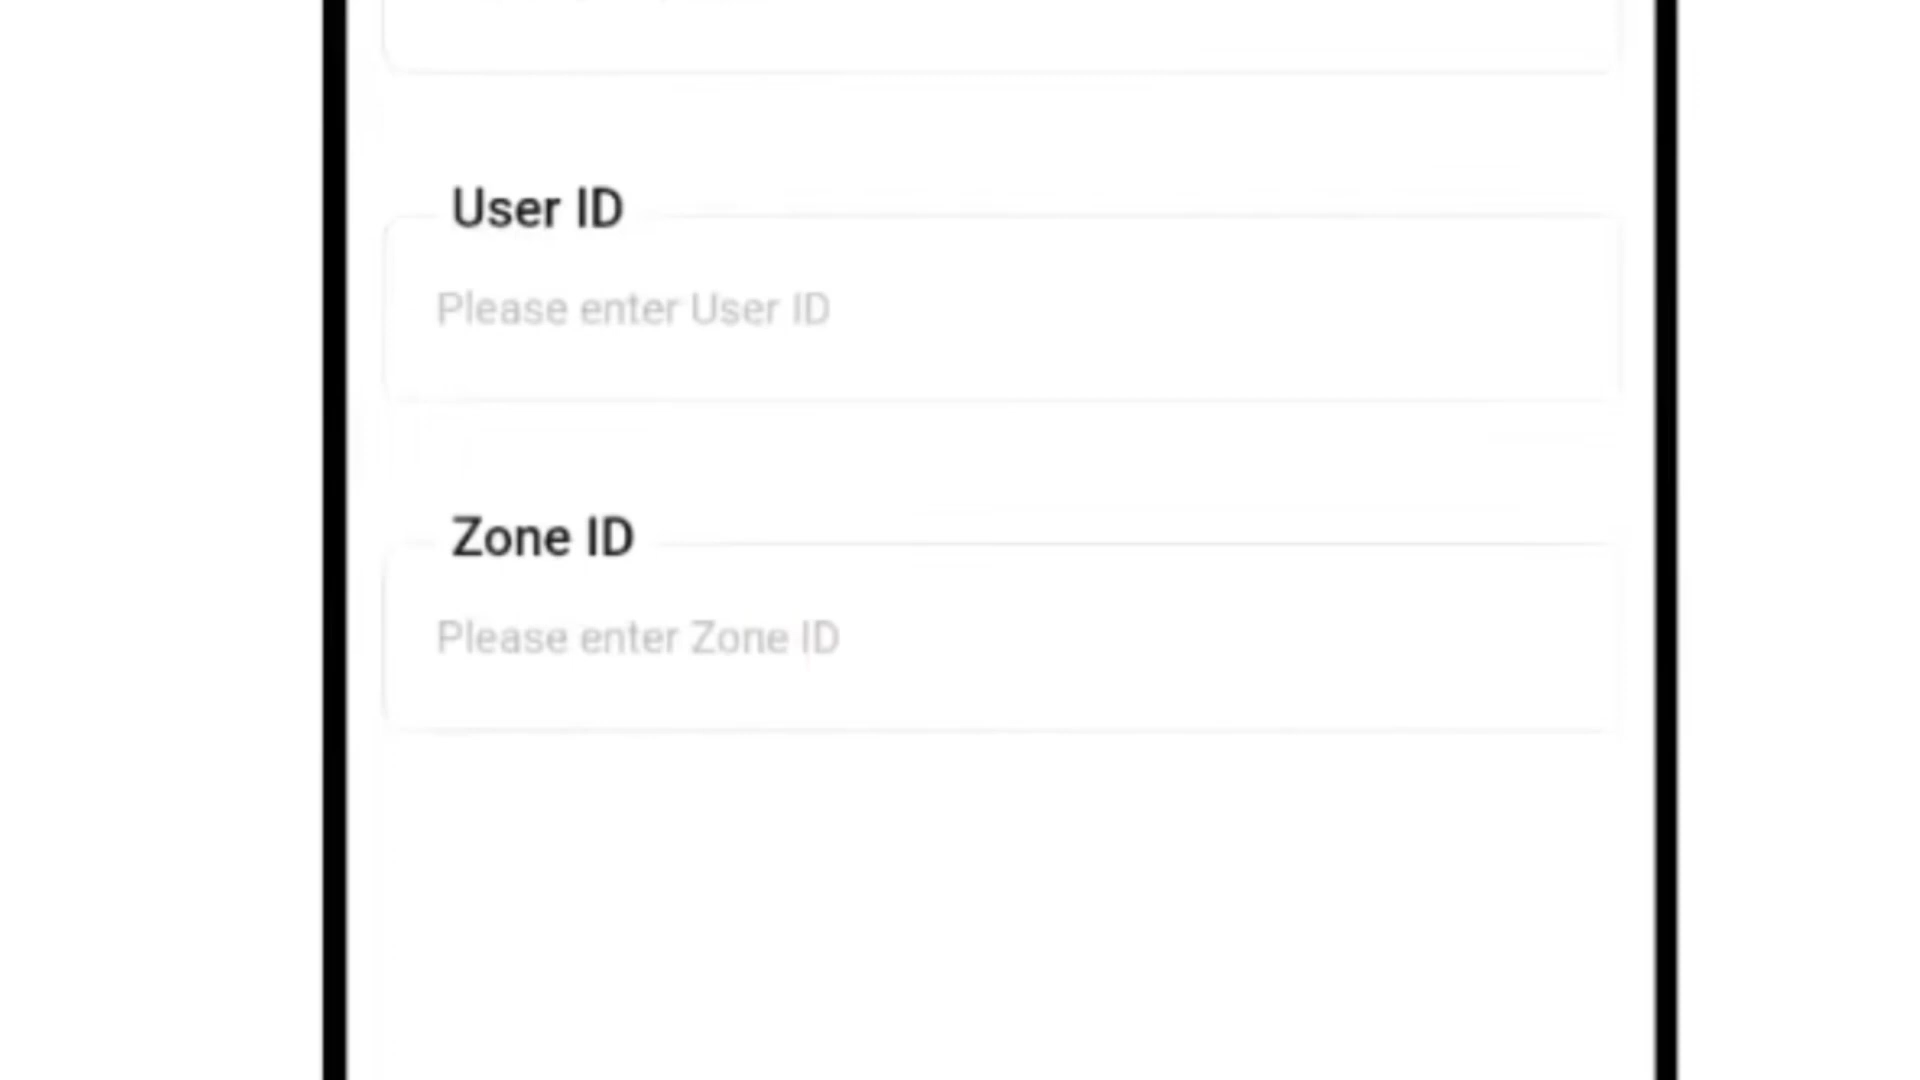 User ID
Please enter User ID
Zone ID
Please enter Zone ID